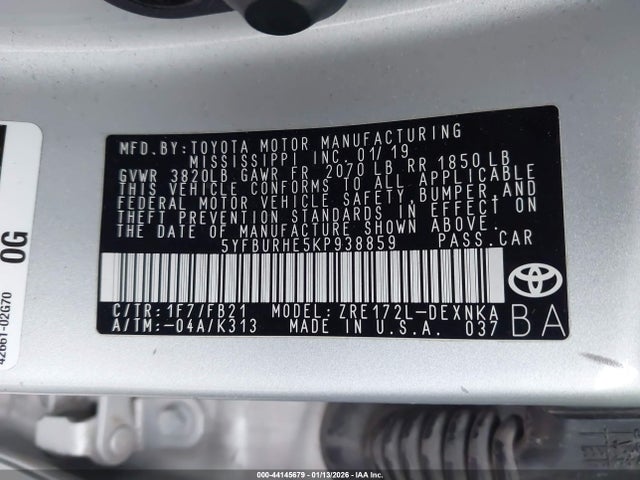 MFD.BY:TOYOTA MOTOR MANUFACTURING
MISSISSIPPI INC. 01/19
GVWR 3820LB GAWR FR 2070 LB RR 1850 LB
THIS VEHICLE CONFORMS TO ALL APPLICABLE
FEDERAL MOTOR VEHICLE SAFETY,BUMPER,AND
THEFT PREVENTION STANDARDS IN EFFECT ON
THE DATE OF MANUFACTURE SHOWN ABOVE.
5YFBURHE5KP938859 PASS.CAR
C/TR:1F7/FB21 MODEL:ZRE172L-DEXNKA
A/TM:-04A/K313 MADE IN U.S.A. 037
BA
0G
42661-02G70
000-44145679 - 01/13/2026 - IAA Inc.